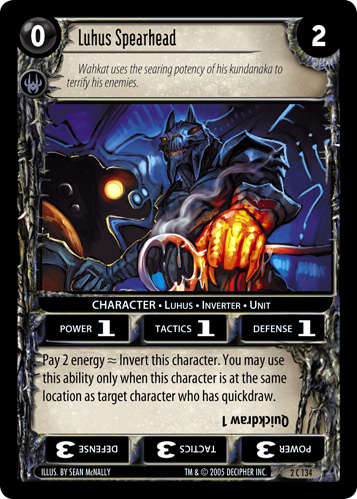 0 Luhus Spearhead 2
Wahkat uses the searing potency of his kundanaka to
terrify his enemies.
CHARACTER • LUHUS • INVERTER • UNIT
POWER 1 TACTICS 1 DEFENSE 1
Pay 2 energy ≈ Invert this character. You may use
this ability only when this character is at the same
location as target character who has quickdraw.
Quickdraw 1
POWER 3 TACTICS 3 DEFENSE 3
ILLUS. BY SEAN McNALLY TM & © 2005 DECIPHER INC. 2 C 134